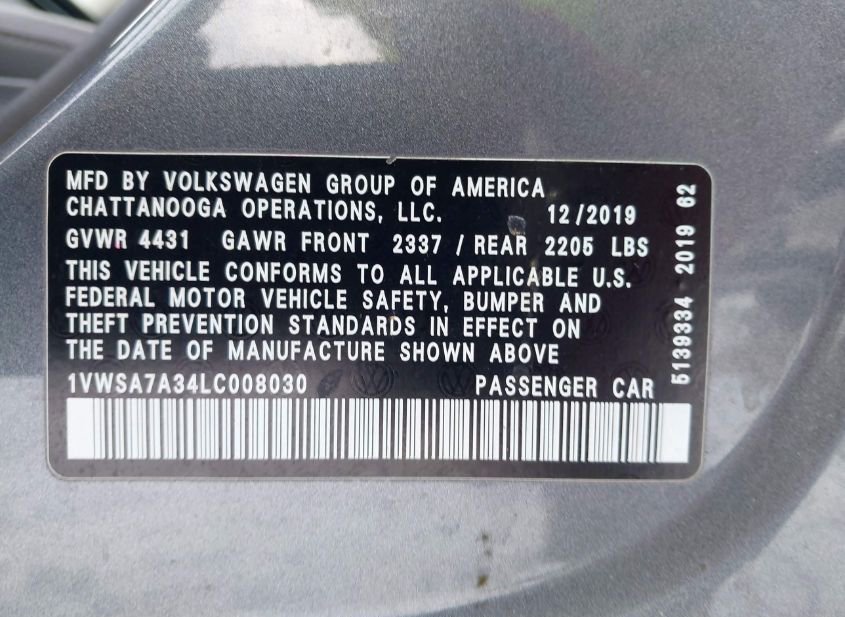 MFD BY VOLKSWAGEN GROUP OF AMERICA
CHATTANOOGA OPERATIONS, LLC. 12/2019
GVWR 4431 GAWR FRONT 2337 / REAR 2205 LBS
THIS VEHICLE CONFORMS TO ALL APPLICABLE U.S.
FEDERAL MOTOR VEHICLE SAFETY, BUMPER AND
THEFT PREVENTION STANDARDS IN EFFECT ON
THE DATE OF MANUFACTURE SHOWN ABOVE
1VWSA7A34LC008030 PASSENGER CAR
5139334 2019 62